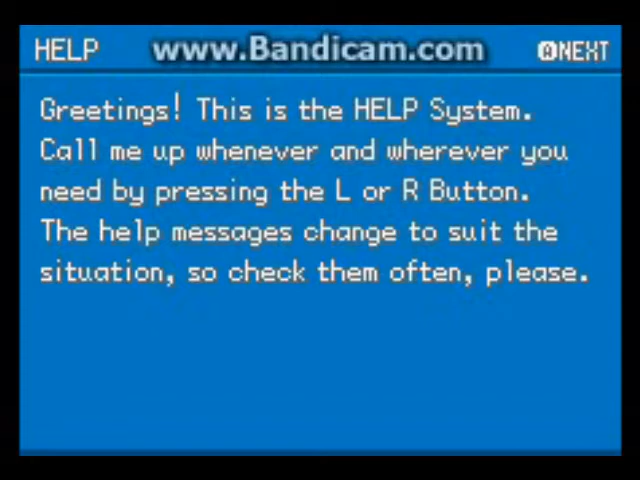 HELP
www.Bandicam.com
ⒶNEXT
Greetings! This is the HELP System.
Call me up whenever and wherever you
need by pressing the L or R Button.
The help messages change to suit the
situation, so check them often, please.